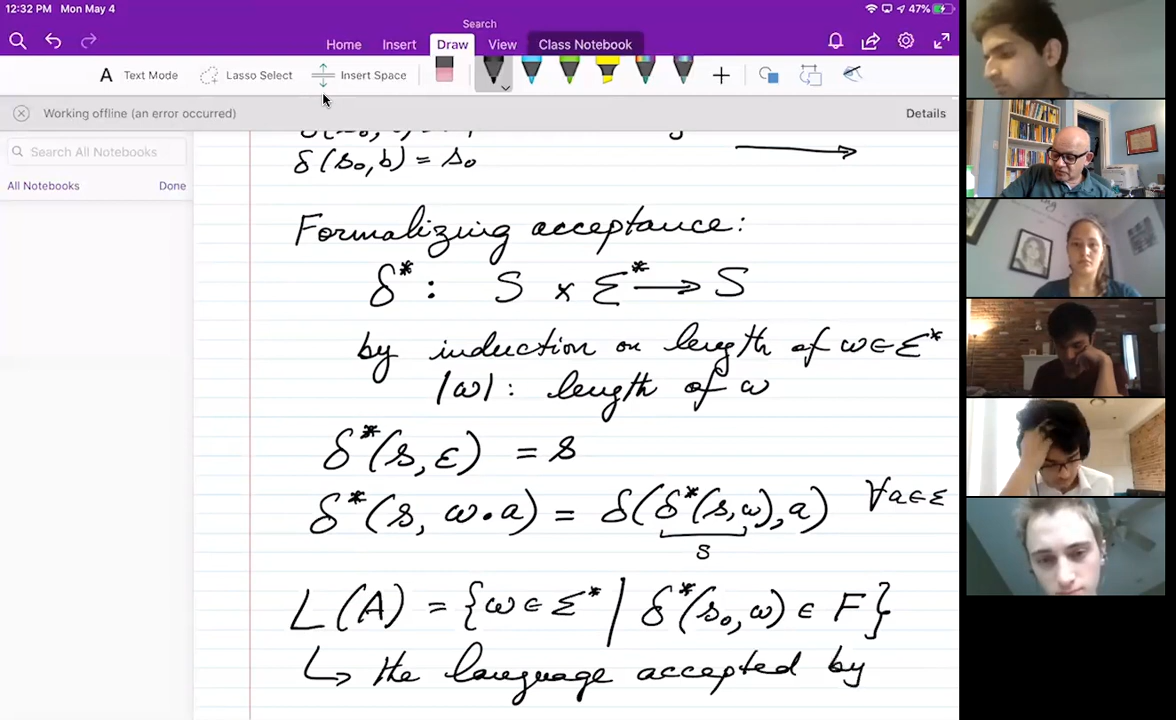 12:32 PM Mon May 4
47%
Search
Home Insert Draw View Class Notebook
Text Mode Lasso Select Insert Space
Working offline (an error occurred) Details
Search All Notebooks
All Notebooks Done
δ(s₀, b) = s₀
Formalizing acceptance:
δ* : S × Σ* → S
by induction on length of ω ∈ Σ*
|ω| : length of ω
δ*(s, ε) = s
δ*(s, ω·a) = δ(δ*(s, ω), a) ∀a ∈ Σ
S
L(A) = {ω ∈ Σ* | δ*(s₀, ω) ∈ F}
↳ the language accepted by